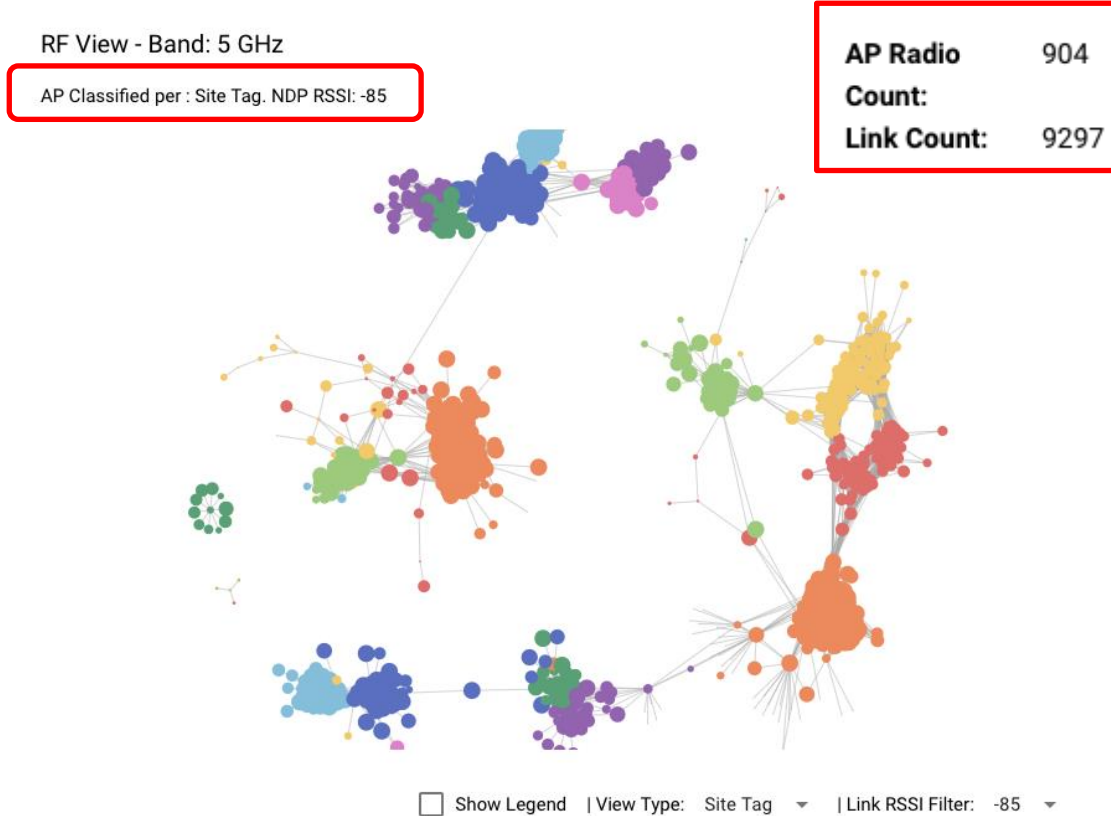 RF View - Band: 5 GHz
AP Classified per : Site Tag. NDP RSSI: -85
AP Radio 904
Count:
Link Count: 9297
Show Legend | View Type: Site Tag | Link RSSI Filter: -85